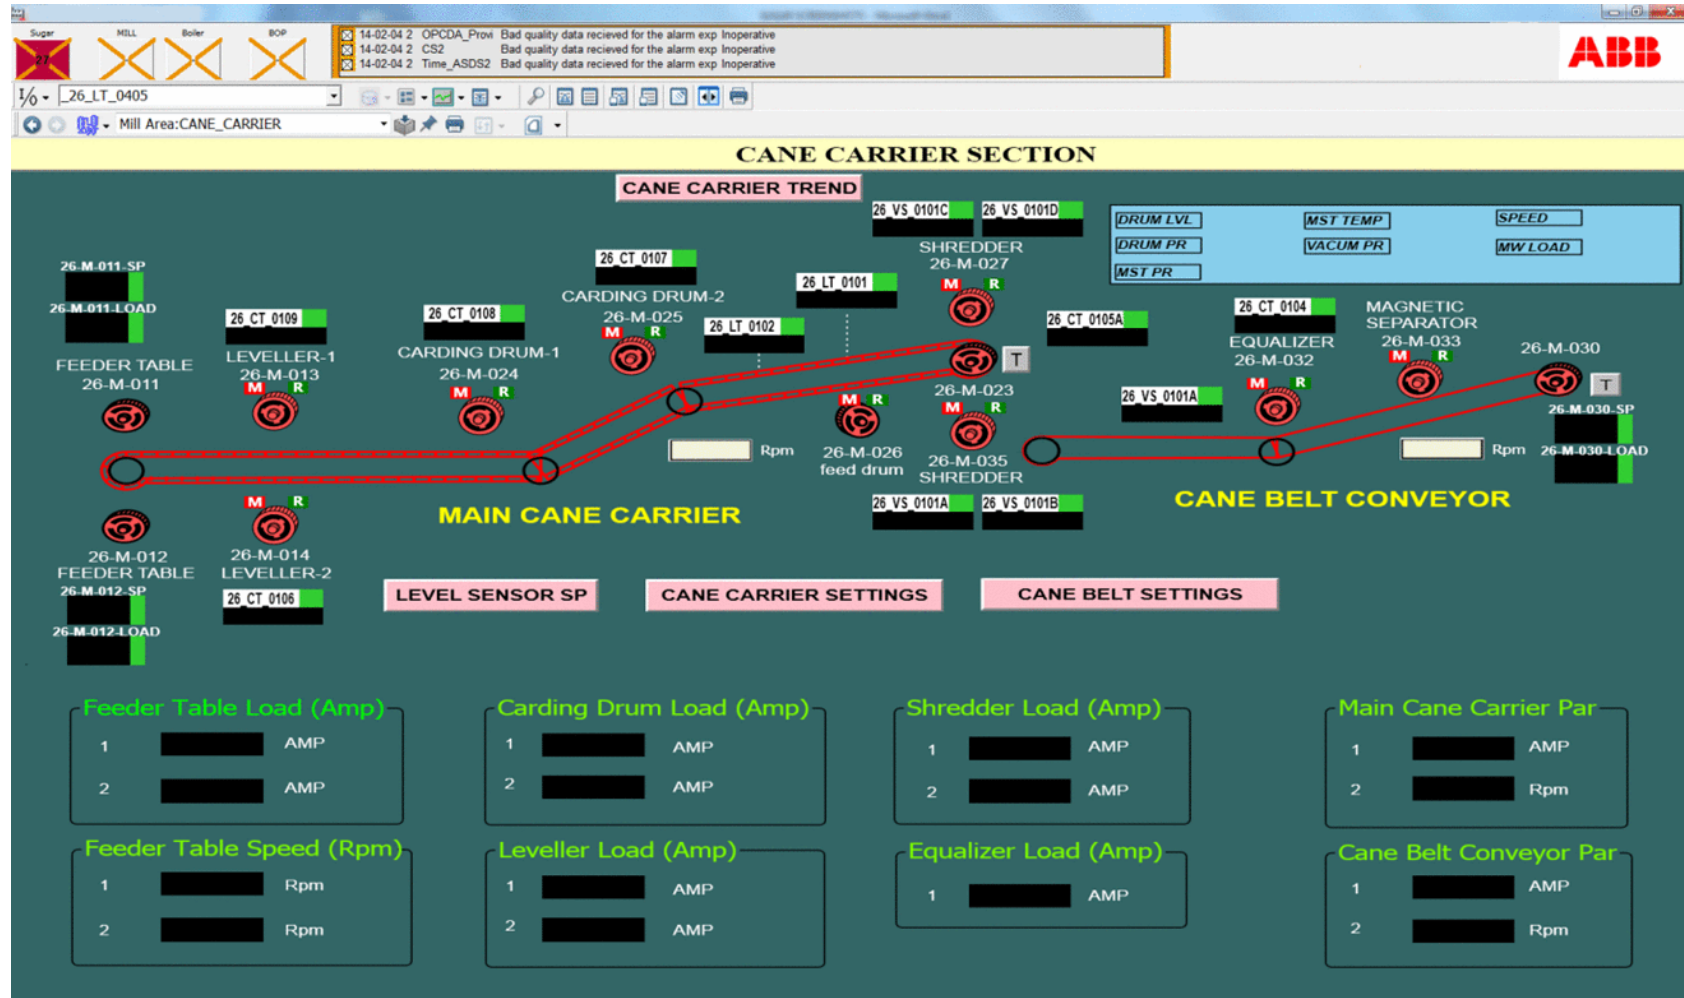 Sugar MILL Boiler BOP
27
14-02-04 2 OPCDA_Provi Bad quality data recieved for the alarm exp Inoperative
14-02-04 2 CS2 Bad quality data recieved for the alarm exp Inoperative
14-02-04 2 Time_ASDS2 Bad quality data recieved for the alarm exp Inoperative
ABB
I/o _26_LT_0405
Mill Area:CANE_CARRIER
CANE CARRIER SECTION
CANE CARRIER TREND
26_VS_0101C 26_VS_0101D
DRUM LVL MST TEMP SPEED
DRUM PR VACUM PR MW LOAD
MST PR
SHREDDER
26-M-027
M R
26_CT_0107
CARDING DRUM-2
26-M-025
M R
26_LT_0101
26_LT_0102
26-M-011-SP
26-M-011-LOAD
FEEDER TABLE
26-M-011
26_CT_0109
LEVELLER-1
26-M-013
M R
26_CT_0108
CARDING DRUM-1
26-M-024
M R
T
26-M-023
26_CT_0105A
26_CT_0104
EQUALIZER
26-M-032
M R
MAGNETIC
SEPARATOR
26-M-033
M R
26-M-030
T
26-M-030-SP
26-M-030-LOAD
26_VS_0101A
Rpm
M R
26-M-026
feed drum
M R
26-M-035
SHREDDER
Rpm
26_VS_0101A 26_VS_0101B
MAIN CANE CARRIER
CANE BELT CONVEYOR
26-M-012
FEEDER TABLE
26-M-012-SP
26-M-012-LOAD
M R
26-M-014
LEVELLER-2
26_CT_0106
LEVEL SENSOR SP
CANE CARRIER SETTINGS
CANE BELT SETTINGS
Feeder Table Load (Amp)
1 AMP
2 AMP
Carding Drum Load (Amp)
1 AMP
2 AMP
Shredder Load (Amp)
1 AMP
2 AMP
Main Cane Carrier Par
1 AMP
2 Rpm
Feeder Table Speed (Rpm)
1 Rpm
2 Rpm
Leveller Load (Amp)
1 AMP
2 AMP
Equalizer Load (Amp)
1 AMP
Cane Belt Conveyor Par
1 AMP
2 Rpm